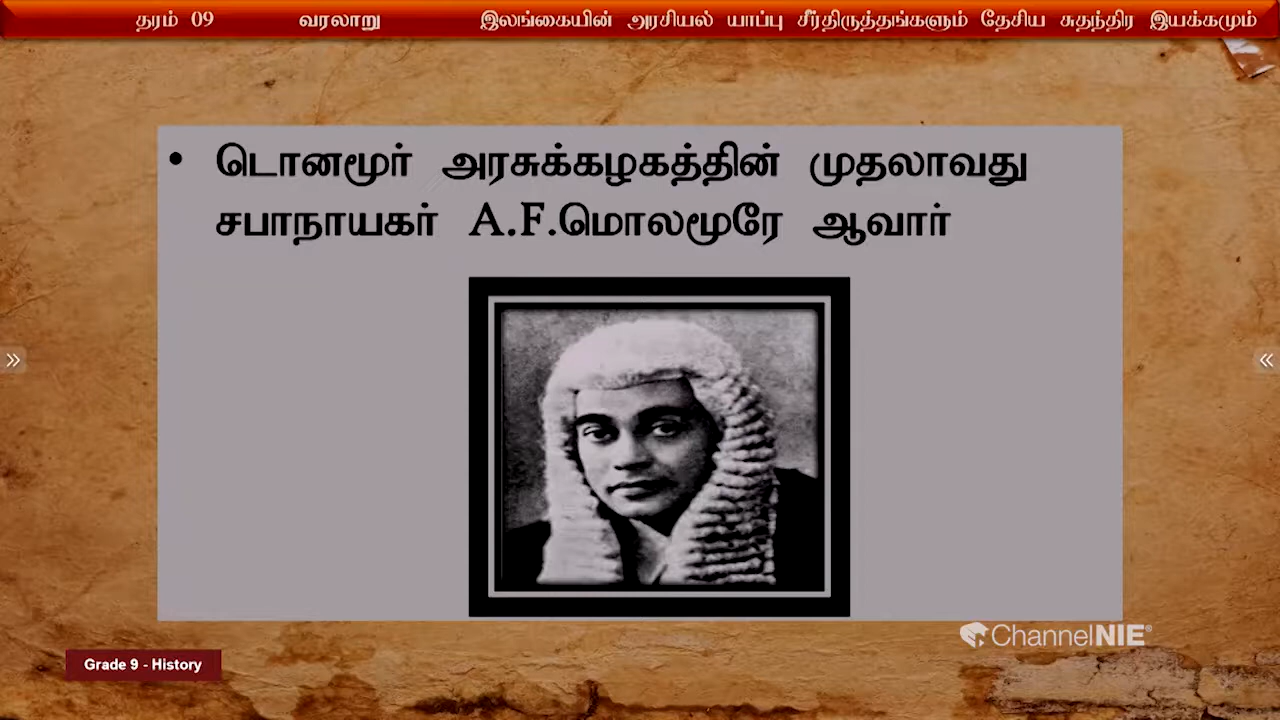 தரம் 09 வரலாறு இலங்கையின் அரசியல் யாப்பு சீர்திருத்தங்களும் தேசிய சுதந்திர இயக்கமும்
• டொனமூர் அரசுக்கழகத்தின் முதலாவது
சபாநாயகர் A.F.மொலமூரே ஆவார்
ChannelNIE®
Grade 9 - History